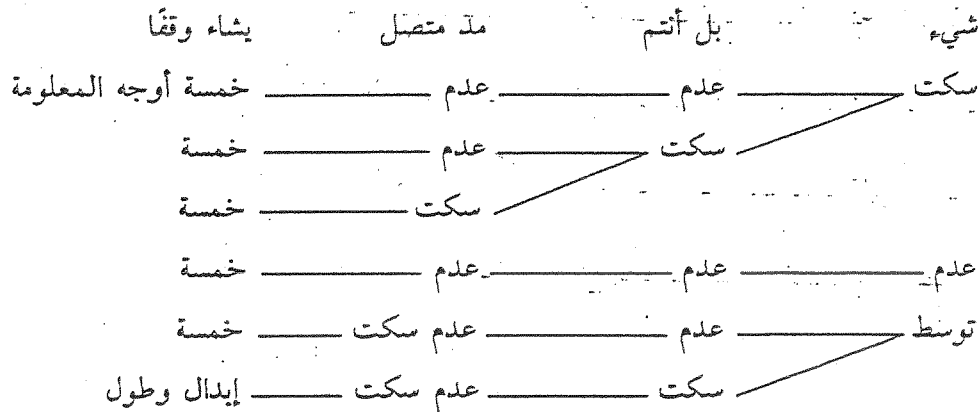 شيء بل أنتم مد متصل يشاء وقفًا
سكت عدم عدم خمسة أوجه المعلومة
سكت عدم خمسة
سكت خمسة
عدم عدم عدم خمسة
توسط عدم عدم سكت خمسة
سكت عدم سكت إبدال وطول